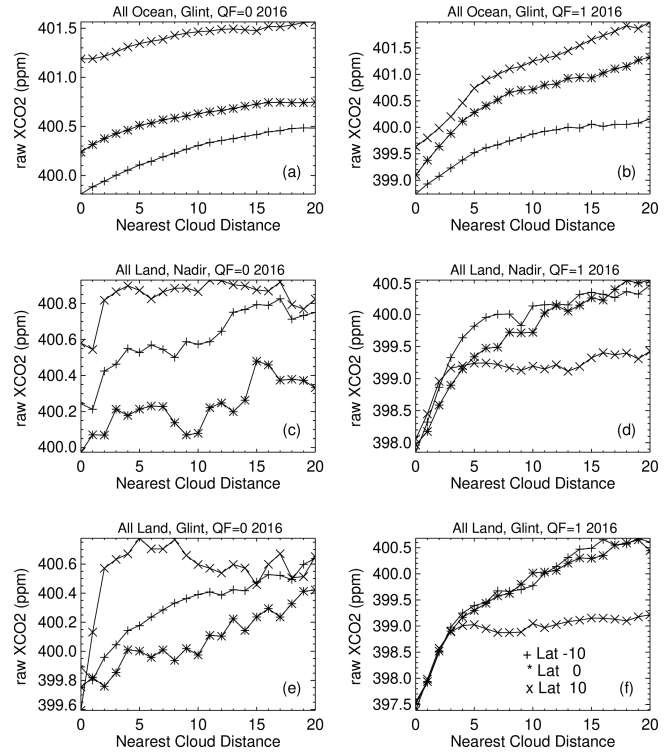 All Ocean, Glint, QF=0 2016
raw XCO2 (ppm)
401.5
401.0
400.5
400.0
(a)
0 5 10 15 20
Nearest Cloud Distance
All Ocean, Glint, QF=1 2016
raw XCO2 (ppm)
401.5
401.0
400.5
400.0
399.5
399.0
(b)
0 5 10 15 20
Nearest Cloud Distance
All Land, Nadir, QF=0 2016
raw XCO2 (ppm)
400.8
400.6
400.4
400.2
400.0
(c)
0 5 10 15 20
Nearest Cloud Distance
All Land, Nadir, QF=1 2016
raw XCO2 (ppm)
400.5
400.0
399.5
399.0
398.5
398.0
(d)
0 5 10 15 20
Nearest Cloud Distance
All Land, Glint, QF=0 2016
raw XCO2 (ppm)
400.6
400.4
400.2
400.0
399.8
399.6
(e)
0 5 10 15 20
Nearest Cloud Distance
All Land, Glint, QF=1 2016
raw XCO2 (ppm)
400.5
400.0
399.5
399.0
398.5
398.0
397.5
+ Lat -10
* Lat 0
x Lat 10
(f)
0 5 10 15 20
Nearest Cloud Distance